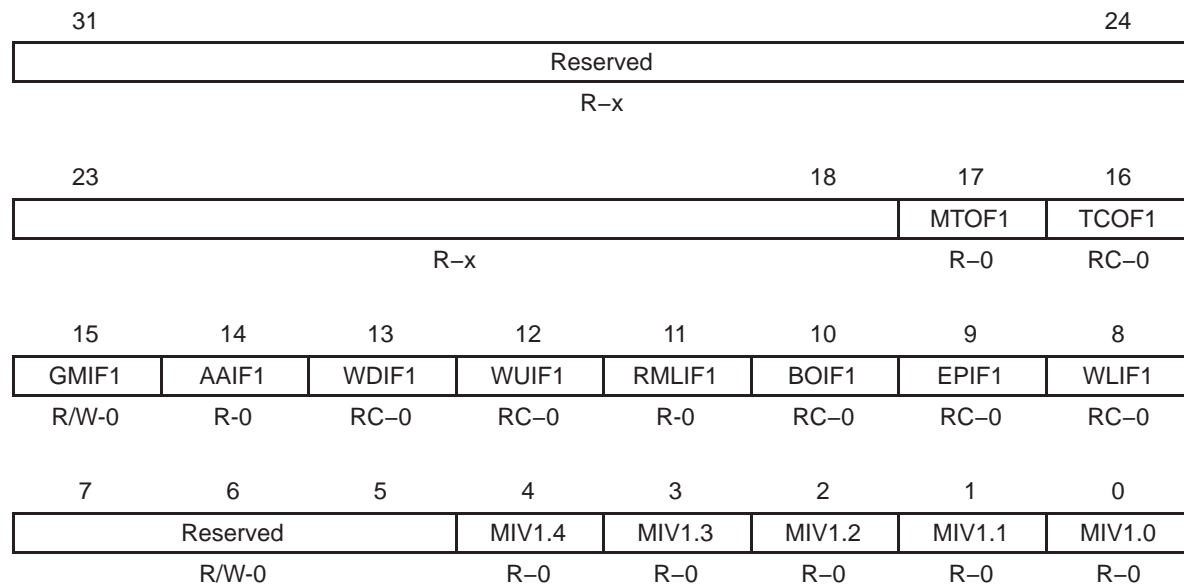 31 24
Reserved
R–x
23 18 17 16
MTOF1 TCOF1
R–x R–0 RC–0
15 14 13 12 11 10 9 8
GMIF1 AAIF1 WDIF1 WUIF1 RMLIF1 BOIF1 EPIF1 WLIF1
R/W-0 R-0 RC–0 RC–0 R-0 RC–0 RC–0 RC–0
7 6 5 4 3 2 1 0
Reserved MIV1.4 MIV1.3 MIV1.2 MIV1.1 MIV1.0
R/W-0 R–0 R–0 R–0 R–0 R–0